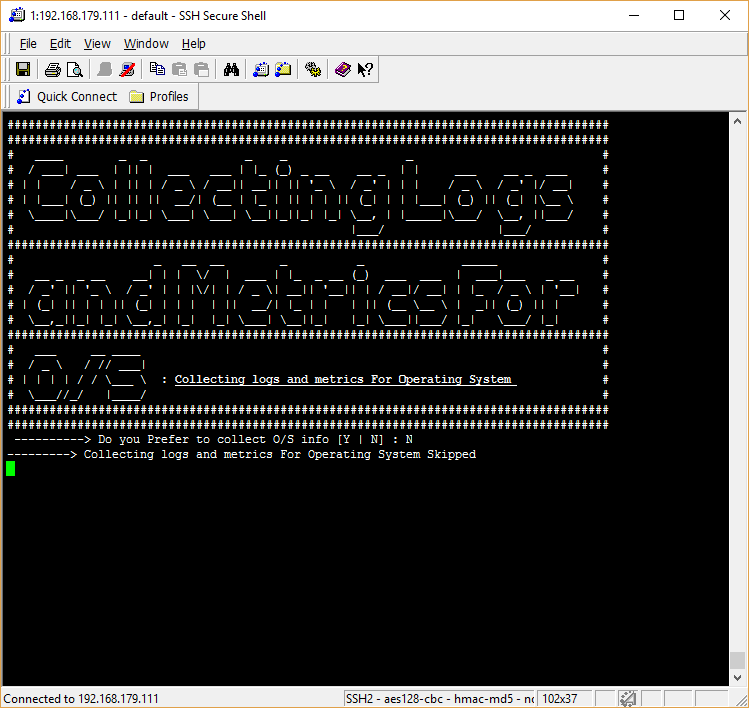 1:192.168.179.111 - default - SSH Secure Shell
File Edit View Window Help
Quick Connect Profiles
CollectingLogs
andMetricsFor
O/S : Collecting logs and metrics For Operating System
----------> Do you Prefer to collect O/S info [Y | N] : N
---------> Collecting logs and metrics For Operating System Skipped
Connected to 192.168.179.111 SSH2 - aes128-cbc - hmac-md5 - 102x37